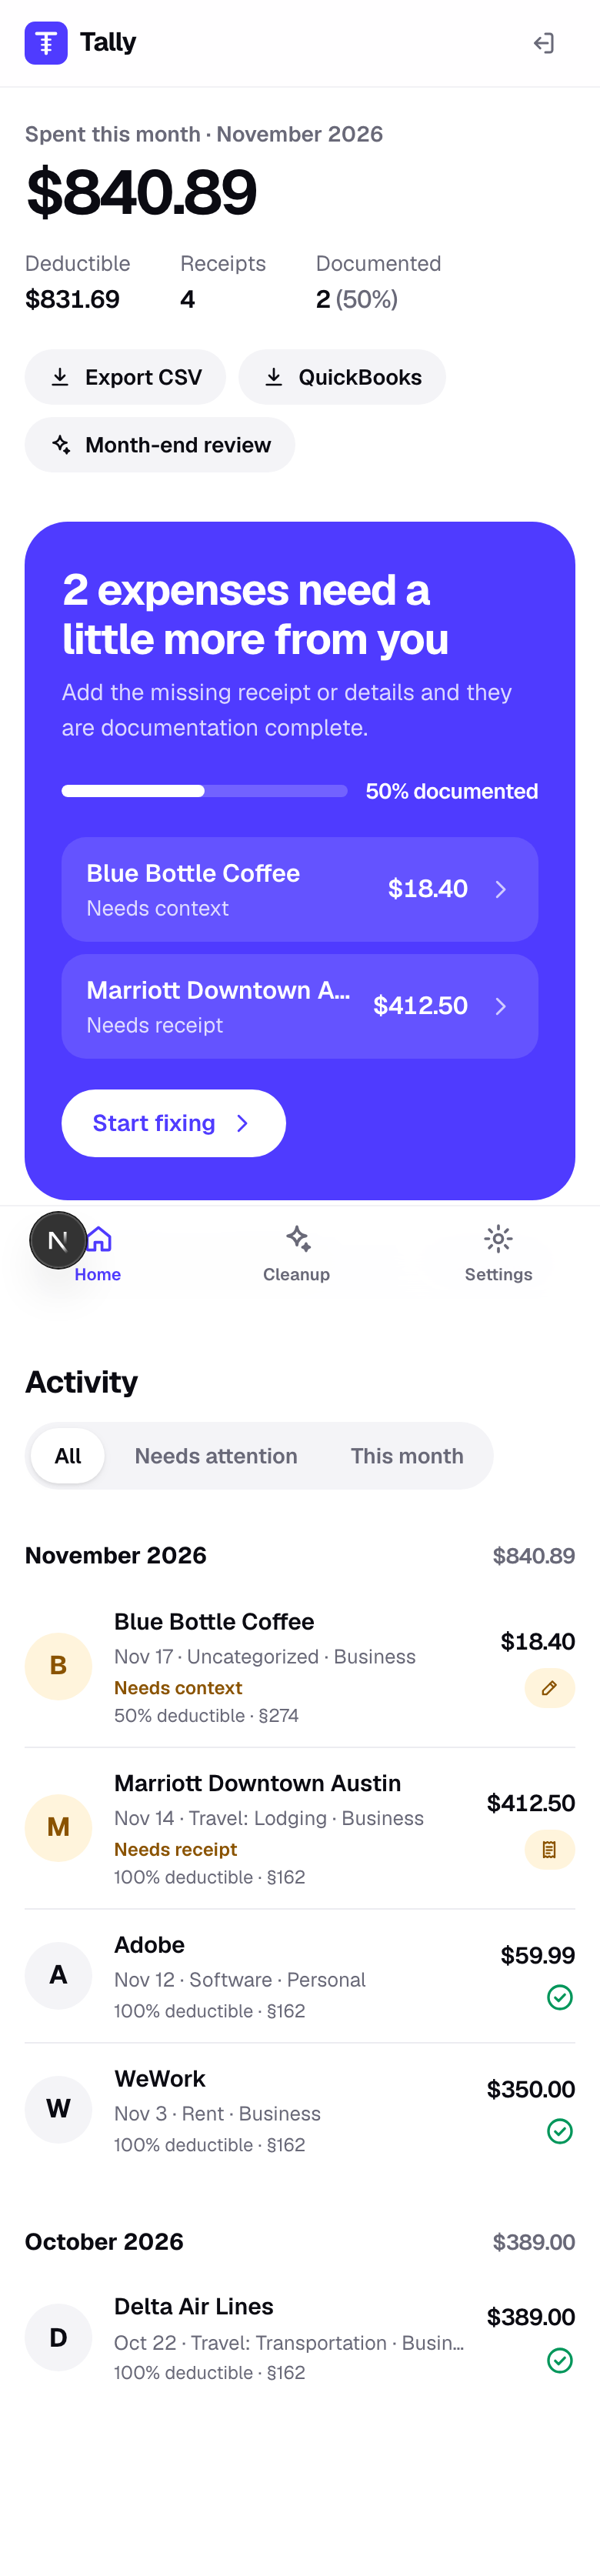 Tally
Spent this month · November 2026
$840.89
Deductible
Receipts
Documented
$831.69
4
2 (50%)
Export CSV
QuickBooks
Month-end review
2 expenses need a
little more from you
Add the missing receipt or details and they
are documentation complete.
50% documented
Blue Bottle Coffee
Needs context
$18.40
Marriott Downtown A...
Needs receipt
$412.50
Start fixing
N
Home
Cleanup
Settings
Activity
All
Needs attention
This month
November 2026
$840.89
B
Blue Bottle Coffee
Nov 17 · Uncategorized · Business
Needs context
50% deductible · §274
$18.40
M
Marriott Downtown Austin
Nov 14 · Travel: Lodging · Business
Needs receipt
100% deductible · §162
$412.50
A
Adobe
Nov 12 · Software · Personal
100% deductible · §162
$59.99
W
WeWork
Nov 3 · Rent · Business
100% deductible · §162
$350.00
October 2026
$389.00
D
Delta Air Lines
Oct 22 · Travel: Transportation · Busin...
100% deductible · §162
$389.00